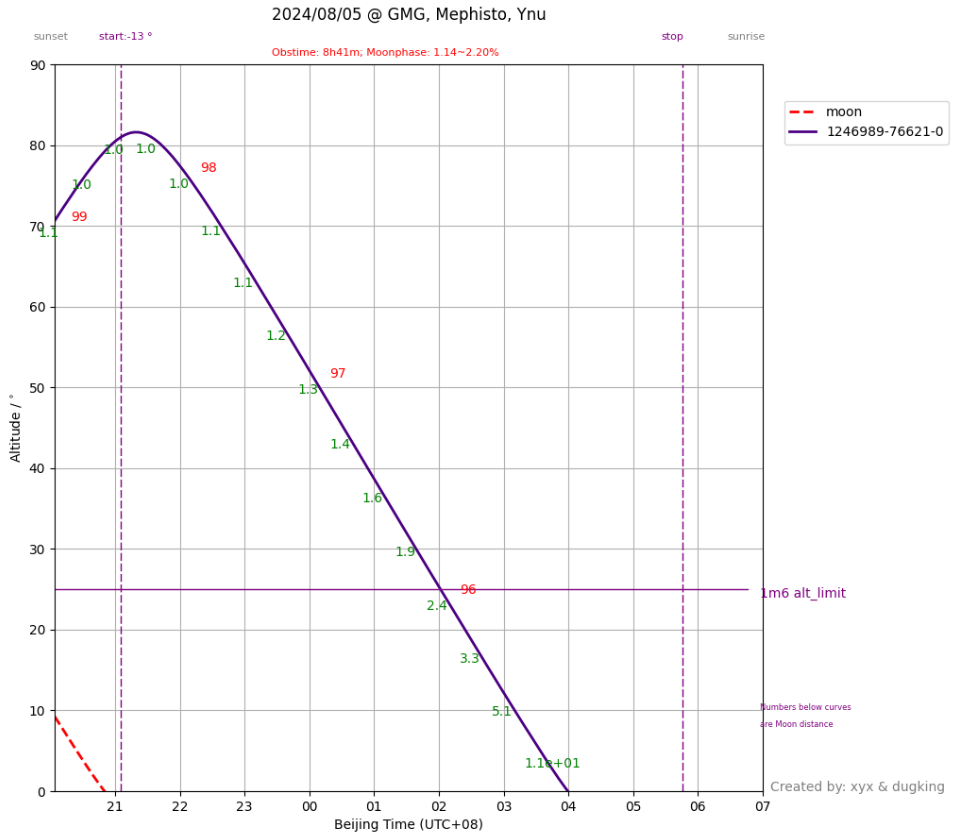 2024/08/05 @ GMG, Mephisto, Ynu
sunset
start:-13 °
stop
sunrise
Obstime: 8h41m; Moonphase: 1.14~2.20%
90
80
70
60
50
40
30
20
10
0
Altitude / °
1.1
99
1.0
1.0
1.0
98
1.0
1.1
1.1
1.2
97
1.3
1.4
1.6
1.9
96
2.4
3.3
5.1
1.1e+01
moon
1246989-76621-0
1m6 alt_limit
Numbers below curves
are Moon distance
Created by: xyx & dugking
21
22
23
00
01
02
03
04
05
06
07
Beijing Time (UTC+08)